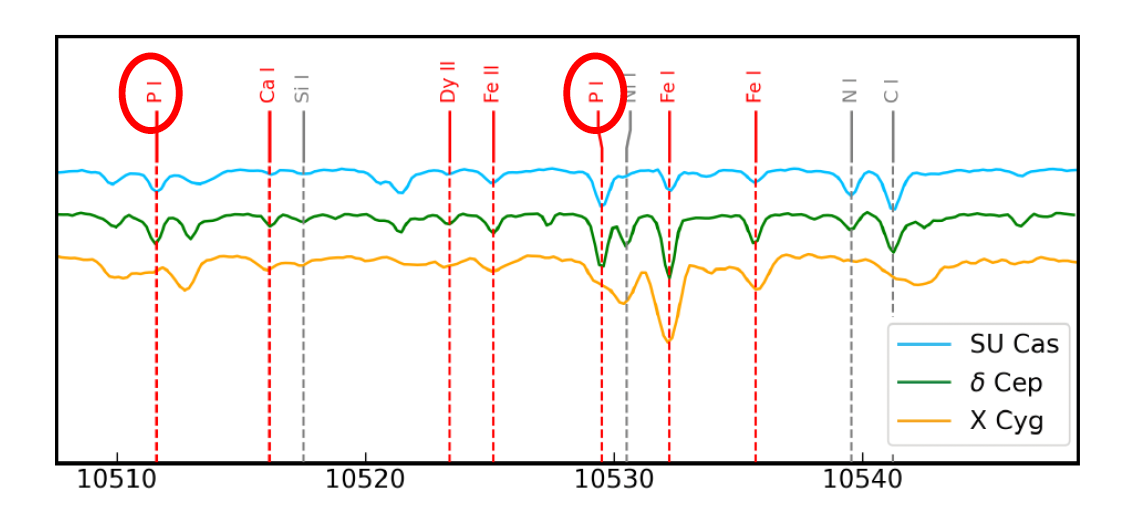 P I
Ca I
Si I
Dy II
Fe II
P I
Ni I
Fe I
Fe I
N I
C I
SU Cas
δ Cep
X Cyg
10510
10520
10530
10540